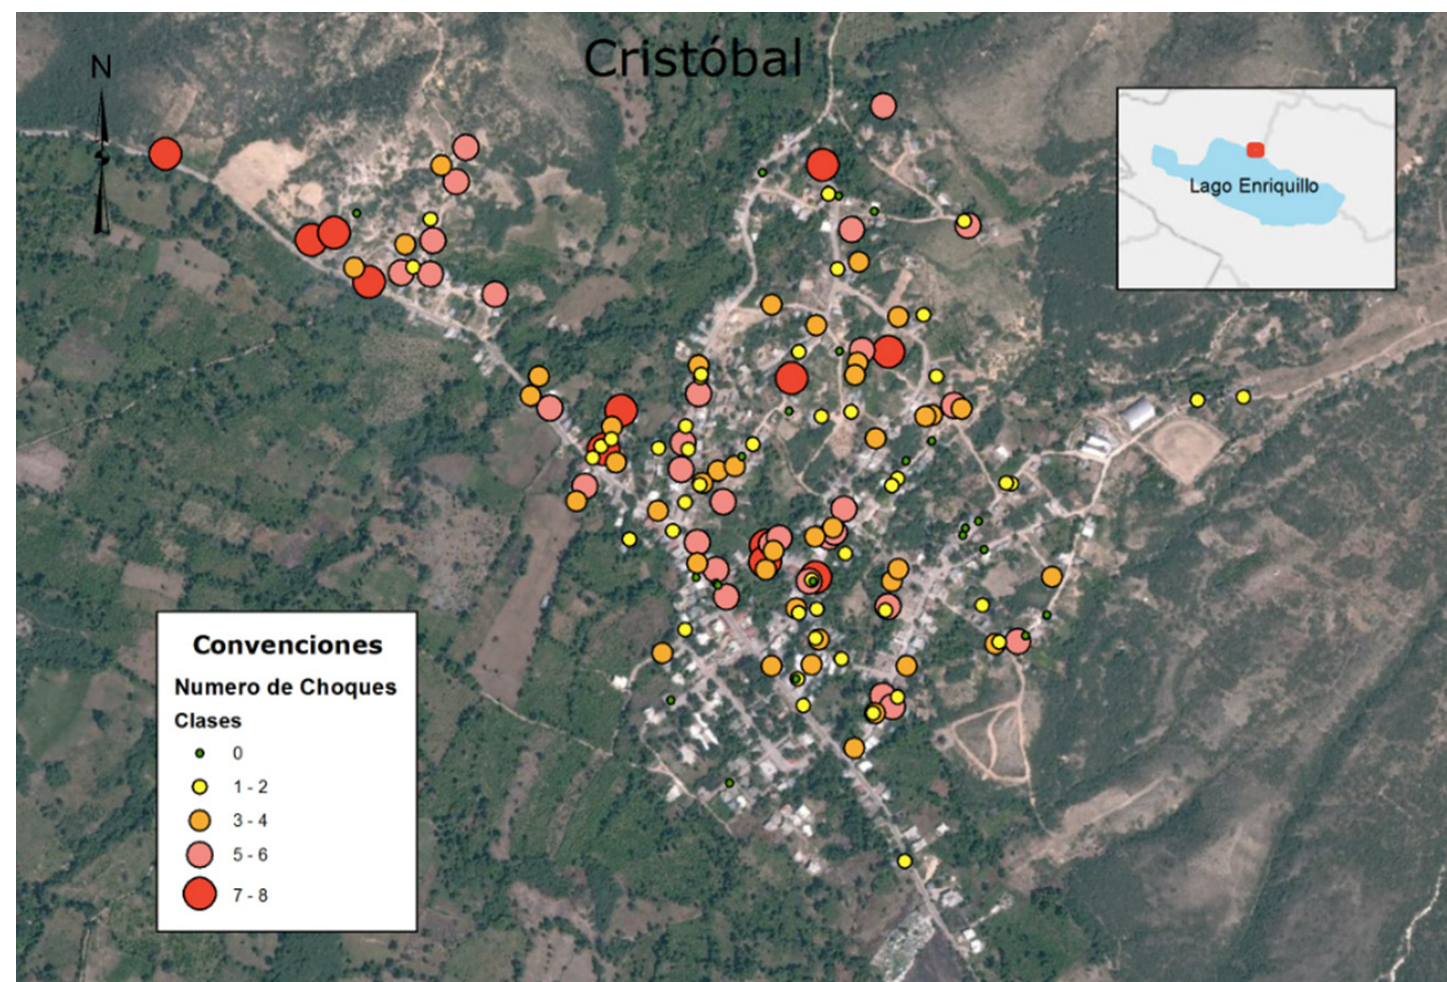 Cristóbal
N
Lago Enriquillo
Convenciones
Numero de Choques
Clases
0
1 - 2
3 - 4
5 - 6
7 - 8